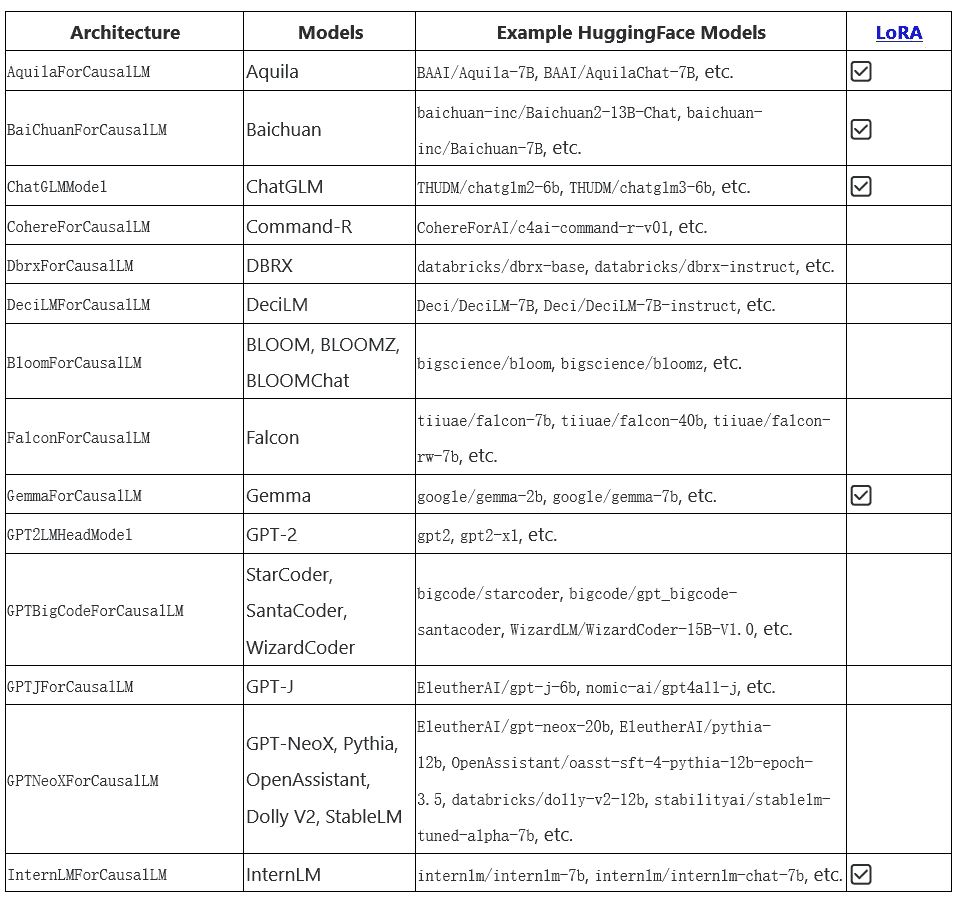 Architecture Models Example HuggingFace Models LoRA
AquilaForCausalLM Aquila BAAI/Aquila-7B, BAAI/AquilaChat-7B, etc. ☑
BaiChuanForCausalLM Baichuan baichuan-inc/Baichuan2-13B-Chat, baichuan-
inc/Baichuan-7B, etc. ☑
ChatGLMModel ChatGLM THUDM/chatglm2-6b, THUDM/chatglm3-6b, etc. ☑
CohereForCausalLM Command-R CohereForAI/c4ai-command-r-v01, etc.
DbrxForCausalLM DBRX databricks/dbrx-base, databricks/dbrx-instruct, etc.
DeciLMForCausalLM DeciLM Deci/DeciLM-7B, Deci/DeciLM-7B-instruct, etc.
BloomForCausalLM BLOOM, BLOOMZ,
BLOOMChat bigscience/bloom, bigscience/bloomz, etc.
FalconForCausalLM Falcon tiiuae/falcon-7b, tiiuae/falcon-40b, tiiuae/falcon-
rw-7b, etc.
GemmaForCausalLM Gemma google/gemma-2b, google/gemma-7b, etc. ☑
GPT2LMHeadModel GPT-2 gpt2, gpt2-xl, etc.
GPTBigCodeForCausalLM StarCoder,
SantaCoder,
WizardCoder bigcode/starcoder, bigcode/gpt_bigcode-
santacoder, WizardLM/WizardCoder-15B-V1.0, etc.
GPTJForCausalLM GPT-J EleutherAI/gpt-j-6b, nomic-ai/gpt4all-j, etc.
GPTNeoXForCausalLM GPT-NeoX, Pythia,
OpenAssistant,
Dolly V2, StableLM EleutherAI/gpt-neox-20b, EleutherAI/pythia-
12b, OpenAssistant/oasst-sft-4-pythia-12b-epoch-
3.5, databricks/dolly-v2-12b, stabilityai/stablelm-
tuned-alpha-7b, etc.
InternLMForCausalLM InternLM internlm/internlm-7b, internlm/internlm-chat-7b, etc. ☑